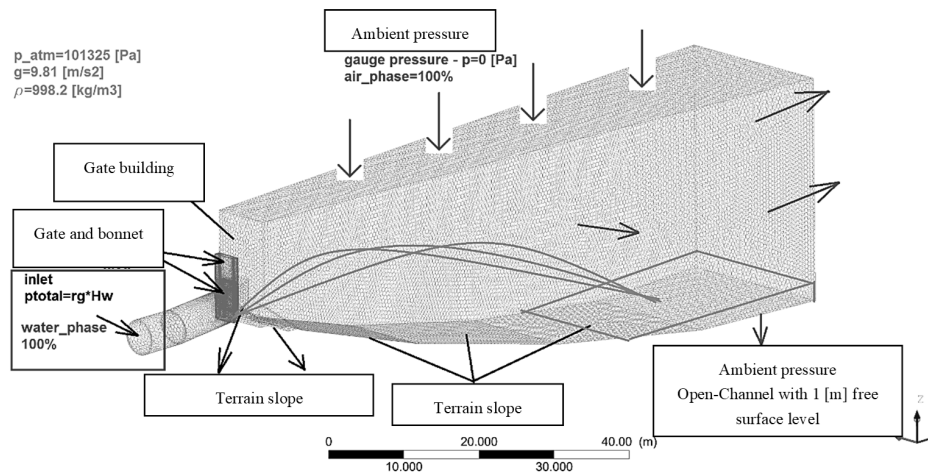 p_atm=101325 [Pa]
g=9.81 [m/s2]
ρ=998.2 [kg/m3]
Ambient pressure
gauge pressure - p=0 [Pa]
air_phase=100%
Gate building
Gate and bonnet
inlet
ptotal=rg*Hw
water_phase
100%
Terrain slope
Terrain slope
Ambient pressure
Open-Channel with 1 [m] free
surface level
z
0 20.000 40.00 (m)
10.000 30.000